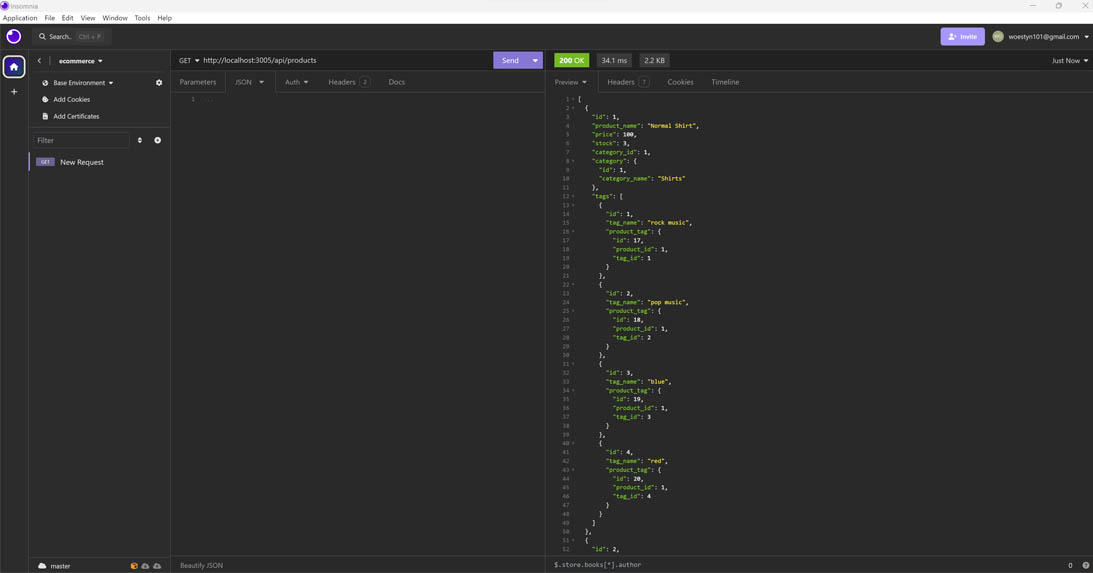 Insomnia
Application File Edit View Window Tools Help
Search.. Ctrl + P
Invite
woestyn101@gmail.com
ecommerce
Base Environment
Add Cookies
Add Certificates
Filter
GET New Request
master
GET http://localhost:3005/api/products Send
Parameters JSON Auth Headers 2 Docs
1 ...
Beautify JSON
200 OK 34.1 ms 2.2 KB Just Now
Preview Headers 7 Cookies Timeline
1 [
2 {
3 "id": 1,
4 "product_name": "Normal Shirt",
5 "price": 100,
6 "stock": 3,
7 "category_id": 1,
8 "category": {
9 "id": 1,
10 "category_name": "Shirts"
11 },
12 "tags": [
13 {
14 "id": 1,
15 "tag_name": "rock music",
16 "product_tag": {
17 "id": 17,
18 "product_id": 1,
19 "tag_id": 1
20 }
21 },
22 {
23 "id": 2,
24 "tag_name": "pop music",
25 "product_tag": {
26 "id": 18,
27 "product_id": 1,
28 "tag_id": 2
29 }
30 },
31 {
32 "id": 3,
33 "tag_name": "blue",
34 "product_tag": {
35 "id": 19,
36 "product_id": 1,
37 "tag_id": 3
38 }
39 },
40 {
41 "id": 4,
42 "tag_name": "red",
43 "product_tag": {
44 "id": 20,
45 "product_id": 1,
46 "tag_id": 4
47 }
48 }
49 ]
50 },
51 {
52 "id": 2,
$.store.books[*].author 0